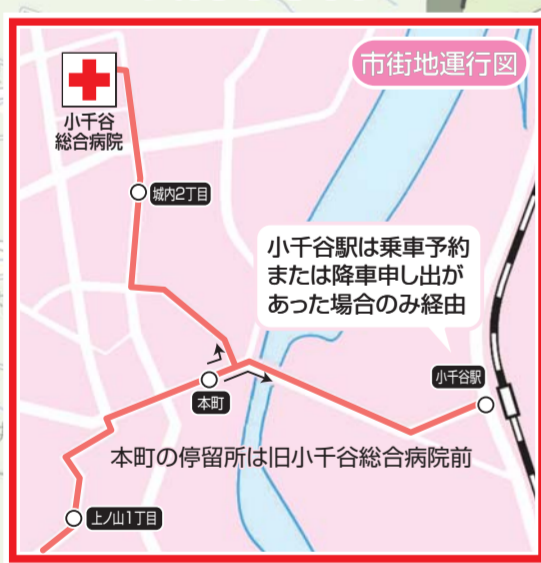 市街地運行図
小千谷
総合病院
城内2丁目
小千谷駅は乗車予約
または降車申し出が
あった場合のみ経由
小千谷駅
本町
本町の停留所は旧小千谷総合病院前
上ノ山1丁目